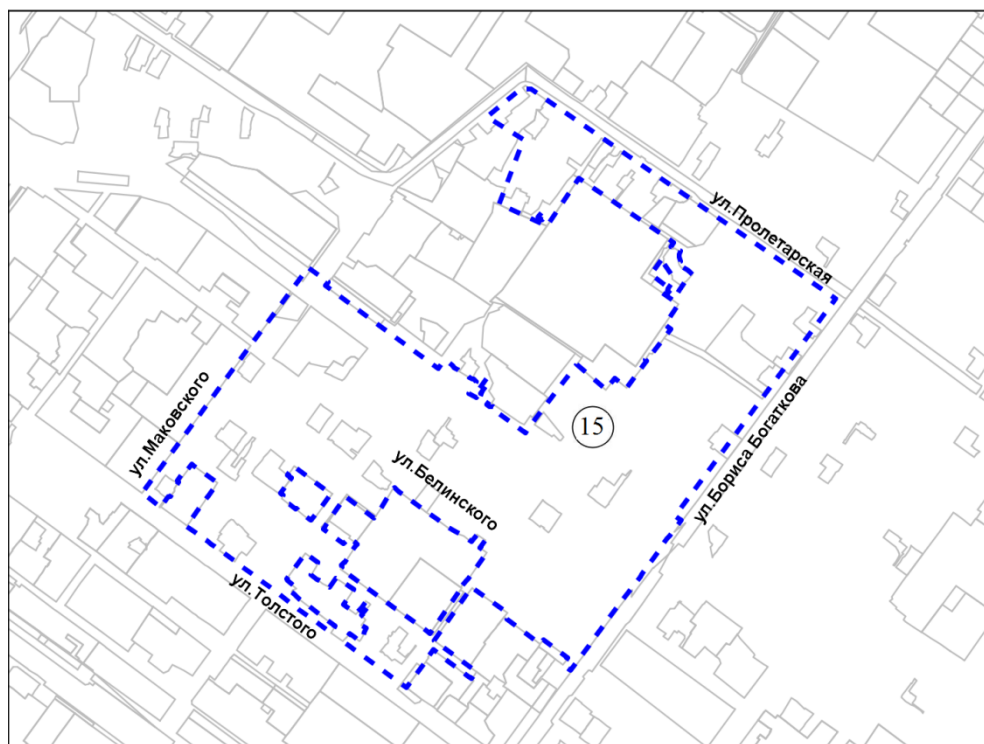 ул.Пролетарская
ул.Маковского
15
ул.Бориса Богаткова
ул.Белинского
ул.Толстого